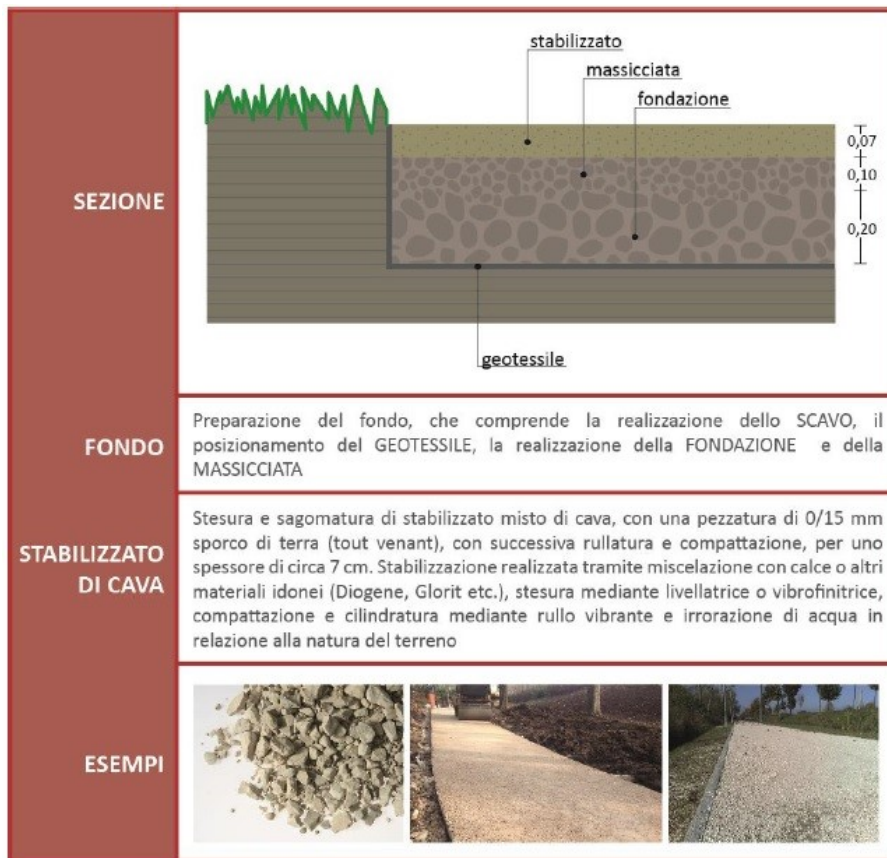 SEZIONE
stabilizzato
massicciata
fondazione
0,07
0,10
0,20
geotessile
FONDO
Preparazione del fondo, che comprende la realizzazione dello SCAVO, il
posizionamento del GEOTESSILE, la realizzazione della FONDAZIONE e della
MASSICCIATA
STABILIZZATO
DI CAVA
Stesura e sagomatura di stabilizzato misto di cava, con una pezzatura di 0/15 mm
sporco di terra (tout venant), con successiva rullatura e compattazione, per uno
spessore di circa 7 cm. Stabilizzazione realizzata tramite miscelazione con calce o altri
materiali idonei (Diogene, Glorit etc.), stesura mediante livellatrice o vibrofinitrice,
compattazione e cilindratura mediante rullo vibrante e irrorazione di acqua in
relazione alla natura del terreno
ESEMPI